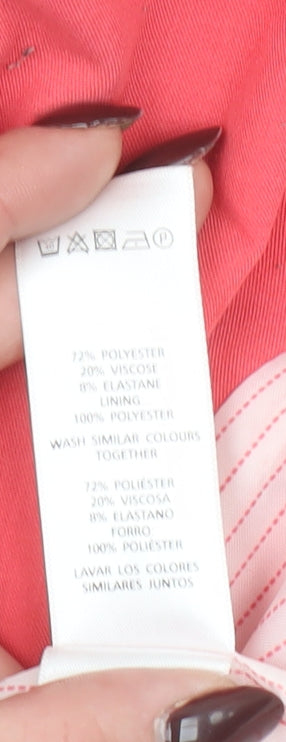 72% POLYESTER
20% VISCOSE
8% ELASTANE
LINING
100% POLYESTER
WASH SIMILAR COLOURS
TOGETHER
72% POLIÉSTER
20% VISCOSA
8% ELASTANO
FORRO
100% POLIÉSTER
LAVAR LOS COLORES
SIMILARES JUNTOS